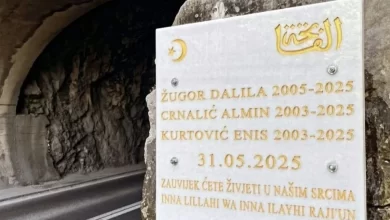 الفاتحة
ŽUGOR DALILA 2005-2025
CRNALIĆ ALMIN 2003-2025
KURTOVIĆ ENIS 2003-2025
31.05.2025
ZAUVIJEK ĆETE ŽIVJETI U NAŠIM SRCIMA
INNA LILLAHI WA INNA ILAYHI RAJI'UN